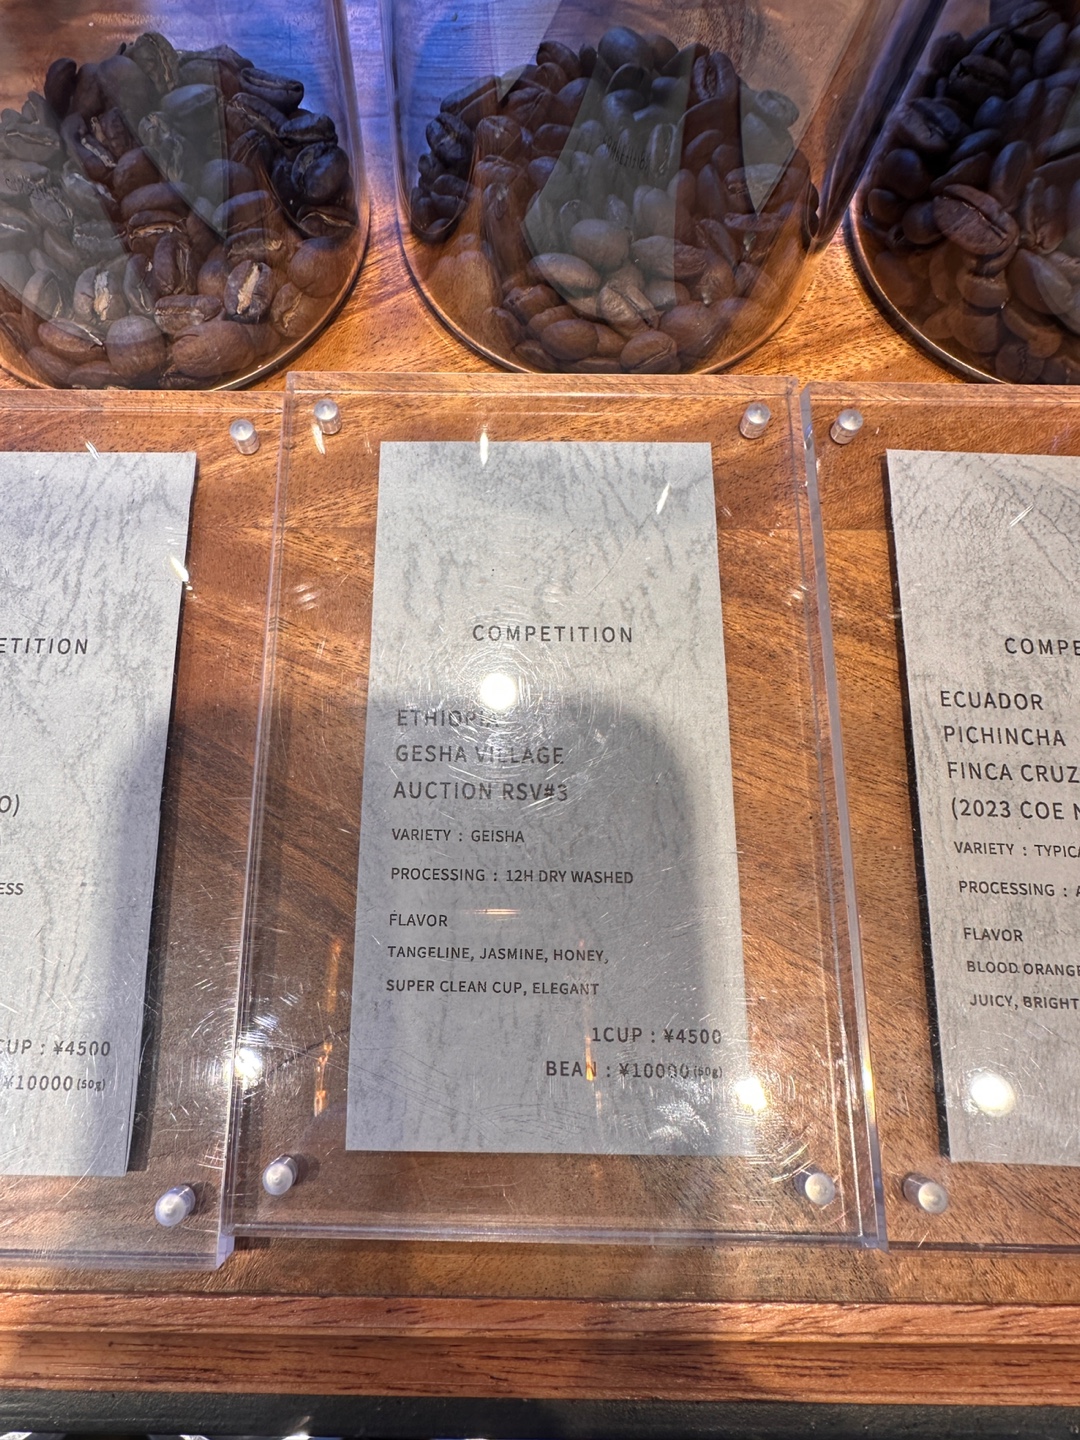 ETITION
O)
ESS
CUP : ¥4500
¥10000 (50g)
COMPETITION
ETHIOPIA
GESHA VILLAGE
AUCTION RSV#3
VARIETY : GEISHA
PROCESSING : 12H DRY WASHED
FLAVOR
TANGELINE, JASMINE, HONEY,
SUPER CLEAN CUP, ELEGANT
1CUP : ¥4500
BEAN : ¥10000 (50g)
COMPE
ECUADOR
PICHINCHA
FINCA CRUZ
(2023 COE
VARIETY : TYPICA
PROCESSING :
FLAVOR
BLOOD ORANGE
JUICY, BRIGHT